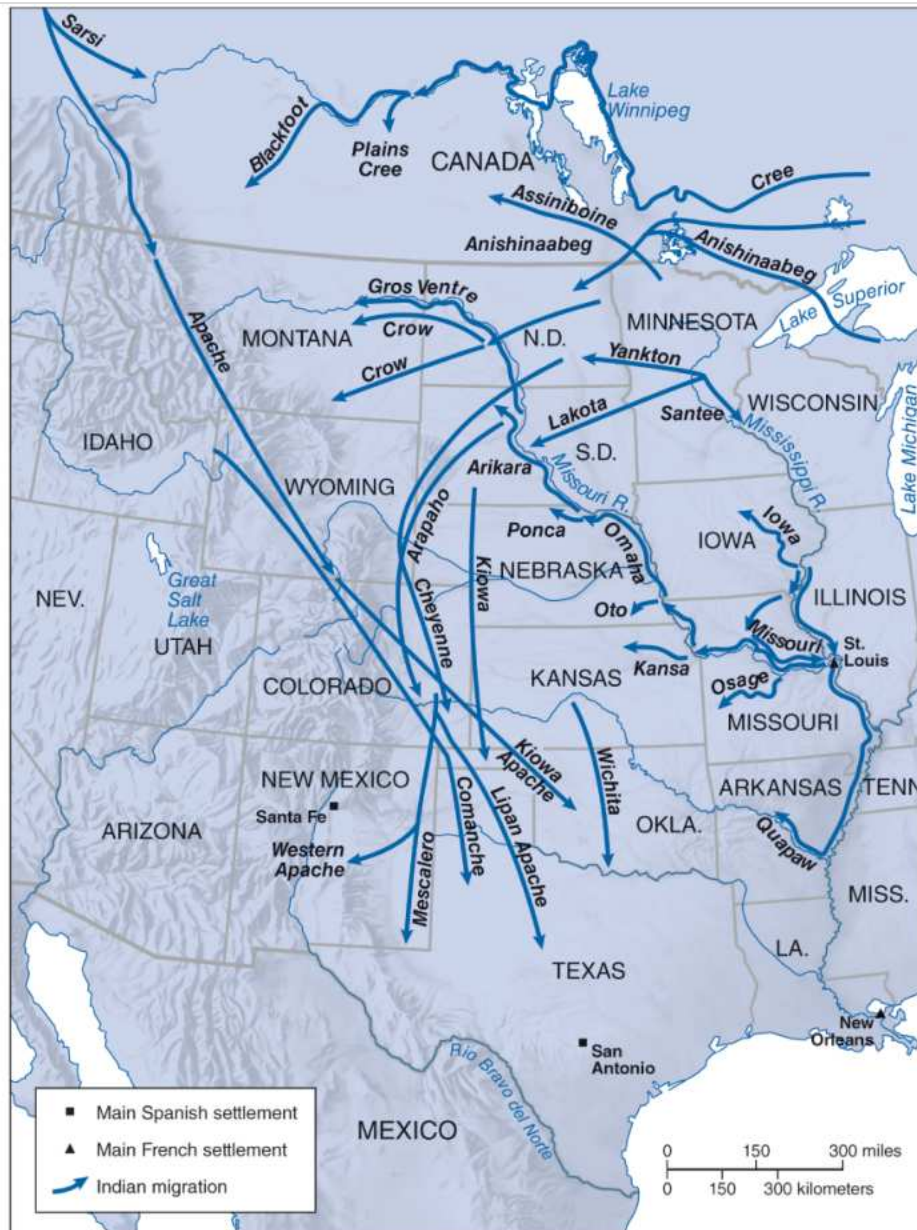 Sarsi
Lake
Winnipeg
Blackfoot
Plains
Cree
CANADA
Cree
Assiniboine
Anishinaabeg
Anishinaabeg
Lake Superior
Gros Ventre
MONTANA
Crow
N.D.
MINNESOTA
Apache
Crow
Yankton
WISCONSIN
Lake Michigan
IDAHO
Lakota
Santee
Mississippi R.
S.D.
WYOMING
Arikara
Missouri R.
Arapaho
Ponca
Omaha
Iowa
IOWA
Kiowa
NEBRASKA
NEV.
Great
Salt
Lake
Cheyenne
Oto
ILLINOIS
UTAH
Missouri
St.
Louis
COLORADO
KANSAS
Kansa
Osage
MISSOURI
NEW MEXICO
Kiowa
Apache
Wichita
ARKANSAS
TENN
Santa Fe
Comanche
Lipan Apache
OKLA.
ARIZONA
Western
Apache
Mescalero
Quapaw
MISS.
LA.
TEXAS
New
Orleans
San
Antonio
Rio Bravo del Norte
MEXICO
Main Spanish settlement
Main French settlement
Indian migration
0 150 300 miles
0 150 300 kilometers